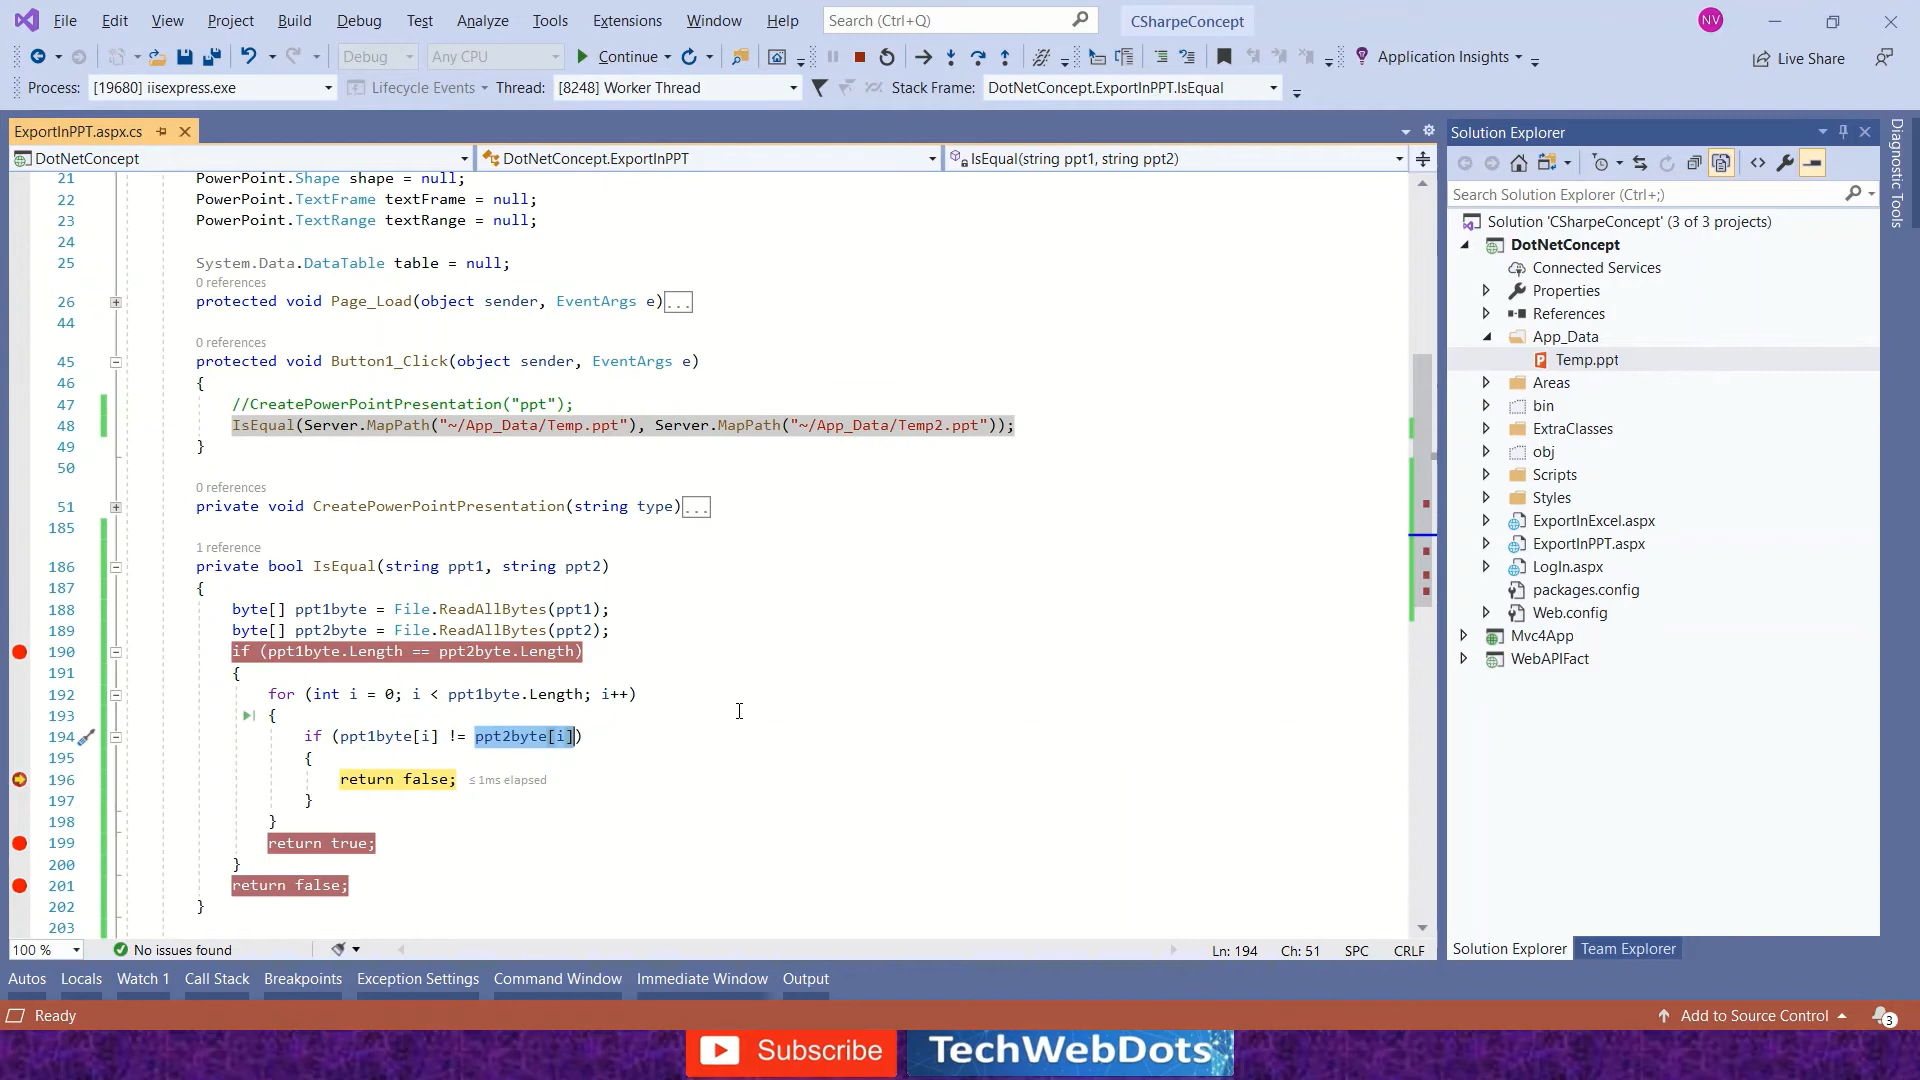 File Edit View Project Build Debug Test Analyze Tools Extensions Window Help Search (Ctrl+Q) CSharpeConcept NV
Debug Any CPU Continue Application Insights Live Share
Process: [19680] iisexpress.exe Lifecycle Events Thread: [8248] Worker Thread Stack Frame: DotNetConcept.ExportInPPT.IsEqual
ExportInPPT.aspx.cs
DotNetConcept DotNetConcept.ExportInPPT IsEqual(string ppt1, string ppt2)
21 PowerPoint.Shape shape = null;
22 PowerPoint.TextFrame textFrame = null;
23 PowerPoint.TextRange textRange = null;
24
25 System.Data.DataTable table = null;
0 references
26 protected void Page_Load(object sender, EventArgs e)...
44
0 references
45 protected void Button1_Click(object sender, EventArgs e)
46 {
47 //CreatePowerPointPresentation("ppt");
48 IsEqual(Server.MapPath("~/App_Data/Temp.ppt"), Server.MapPath("~/App_Data/Temp2.ppt"));
49 }
50
0 references
51 private void CreatePowerPointPresentation(string type)...
185
1 reference
186 private bool IsEqual(string ppt1, string ppt2)
187 {
188 byte[] ppt1byte = File.ReadAllBytes(ppt1);
189 byte[] ppt2byte = File.ReadAllBytes(ppt2);
190 if (ppt1byte.Length == ppt2byte.Length)
191 {
192 for (int i = 0; i < ppt1byte.Length; i++)
193 {
194 if (ppt1byte[i] != ppt2byte[i])
195 {
196 return false; ≤ 1ms elapsed
197 }
198 }
199 return true;
200 }
201 return false;
202 }
203
100 % No issues found Ln: 194 Ch: 51 SPC CRLF
Solution Explorer
Search Solution Explorer (Ctrl+;)
Solution 'CSharpeConcept' (3 of 3 projects)
DotNetConcept
Connected Services
Properties
References
App_Data
Temp.ppt
Areas
bin
ExtraClasses
obj
Scripts
Styles
ExportInExcel.aspx
ExportInPPT.aspx
LogIn.aspx
packages.config
Web.config
Mvc4App
WebAPIFact
Solution Explorer Team Explorer
Diagnostic Tools
Autos Locals Watch 1 Call Stack Breakpoints Exception Settings Command Window Immediate Window Output
Ready Add to Source Control 3
Subscribe TechWebDots